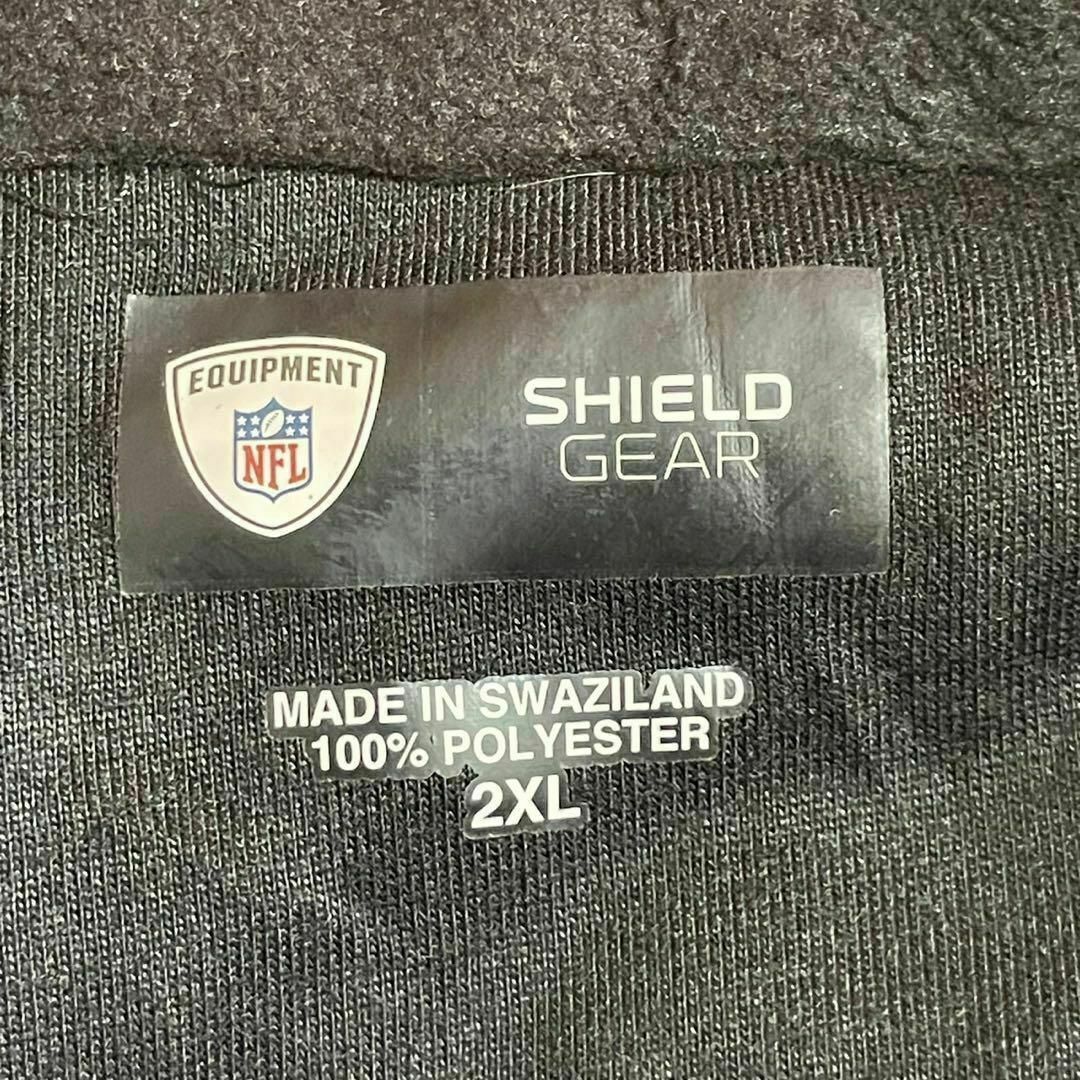 EQUIPMENT
NFL
SHIELD
GEAR
MADE IN SWAZILAND
100% POLYESTER
2XL